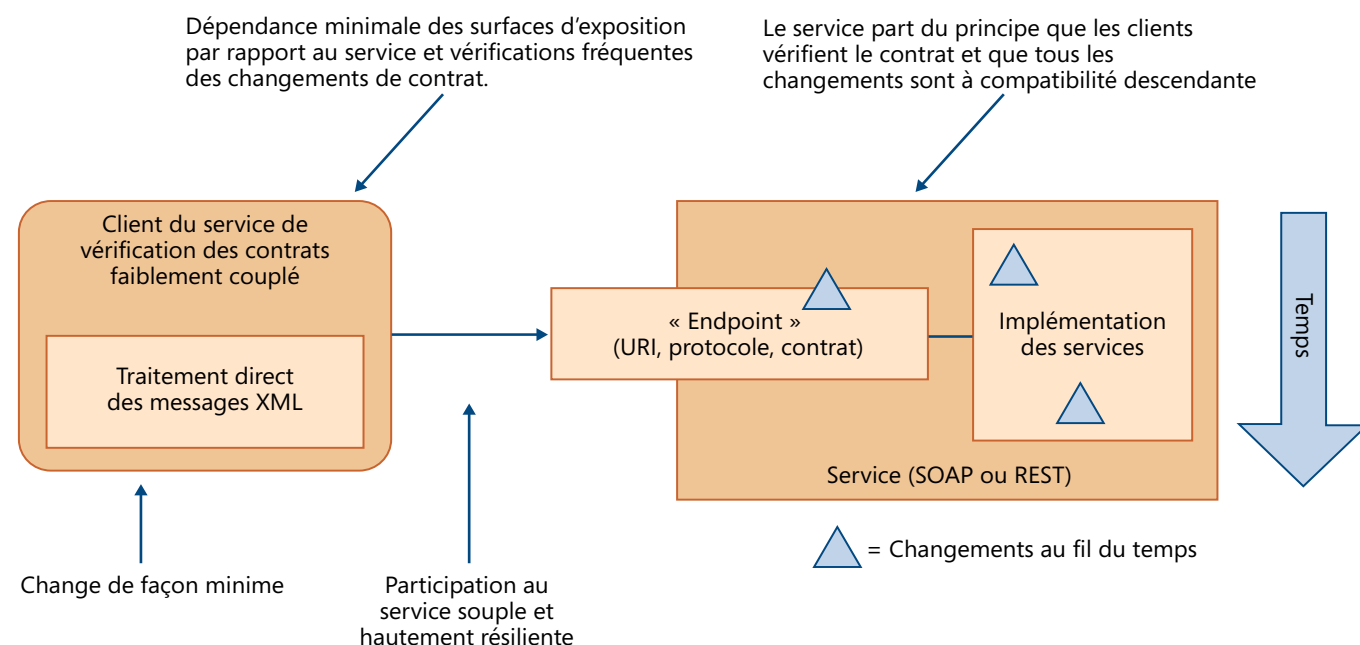 Dépendance minimale des surfaces d'exposition
par rapport au service et vérifications fréquentes
des changements de contrat.
Le service part du principe que les clients
vérifient le contrat et que tous les
changements sont à compatibilité descendante
Client du service de
vérification des contrats
faiblement couplé
Traitement direct
des messages XML
« Endpoint »
(URI, protocole, contrat)
Implémentation
des services
Service (SOAP ou REST)
Temps
= Changements au fil du temps
Change de façon minime
Participation au
service souple et
hautement résiliente